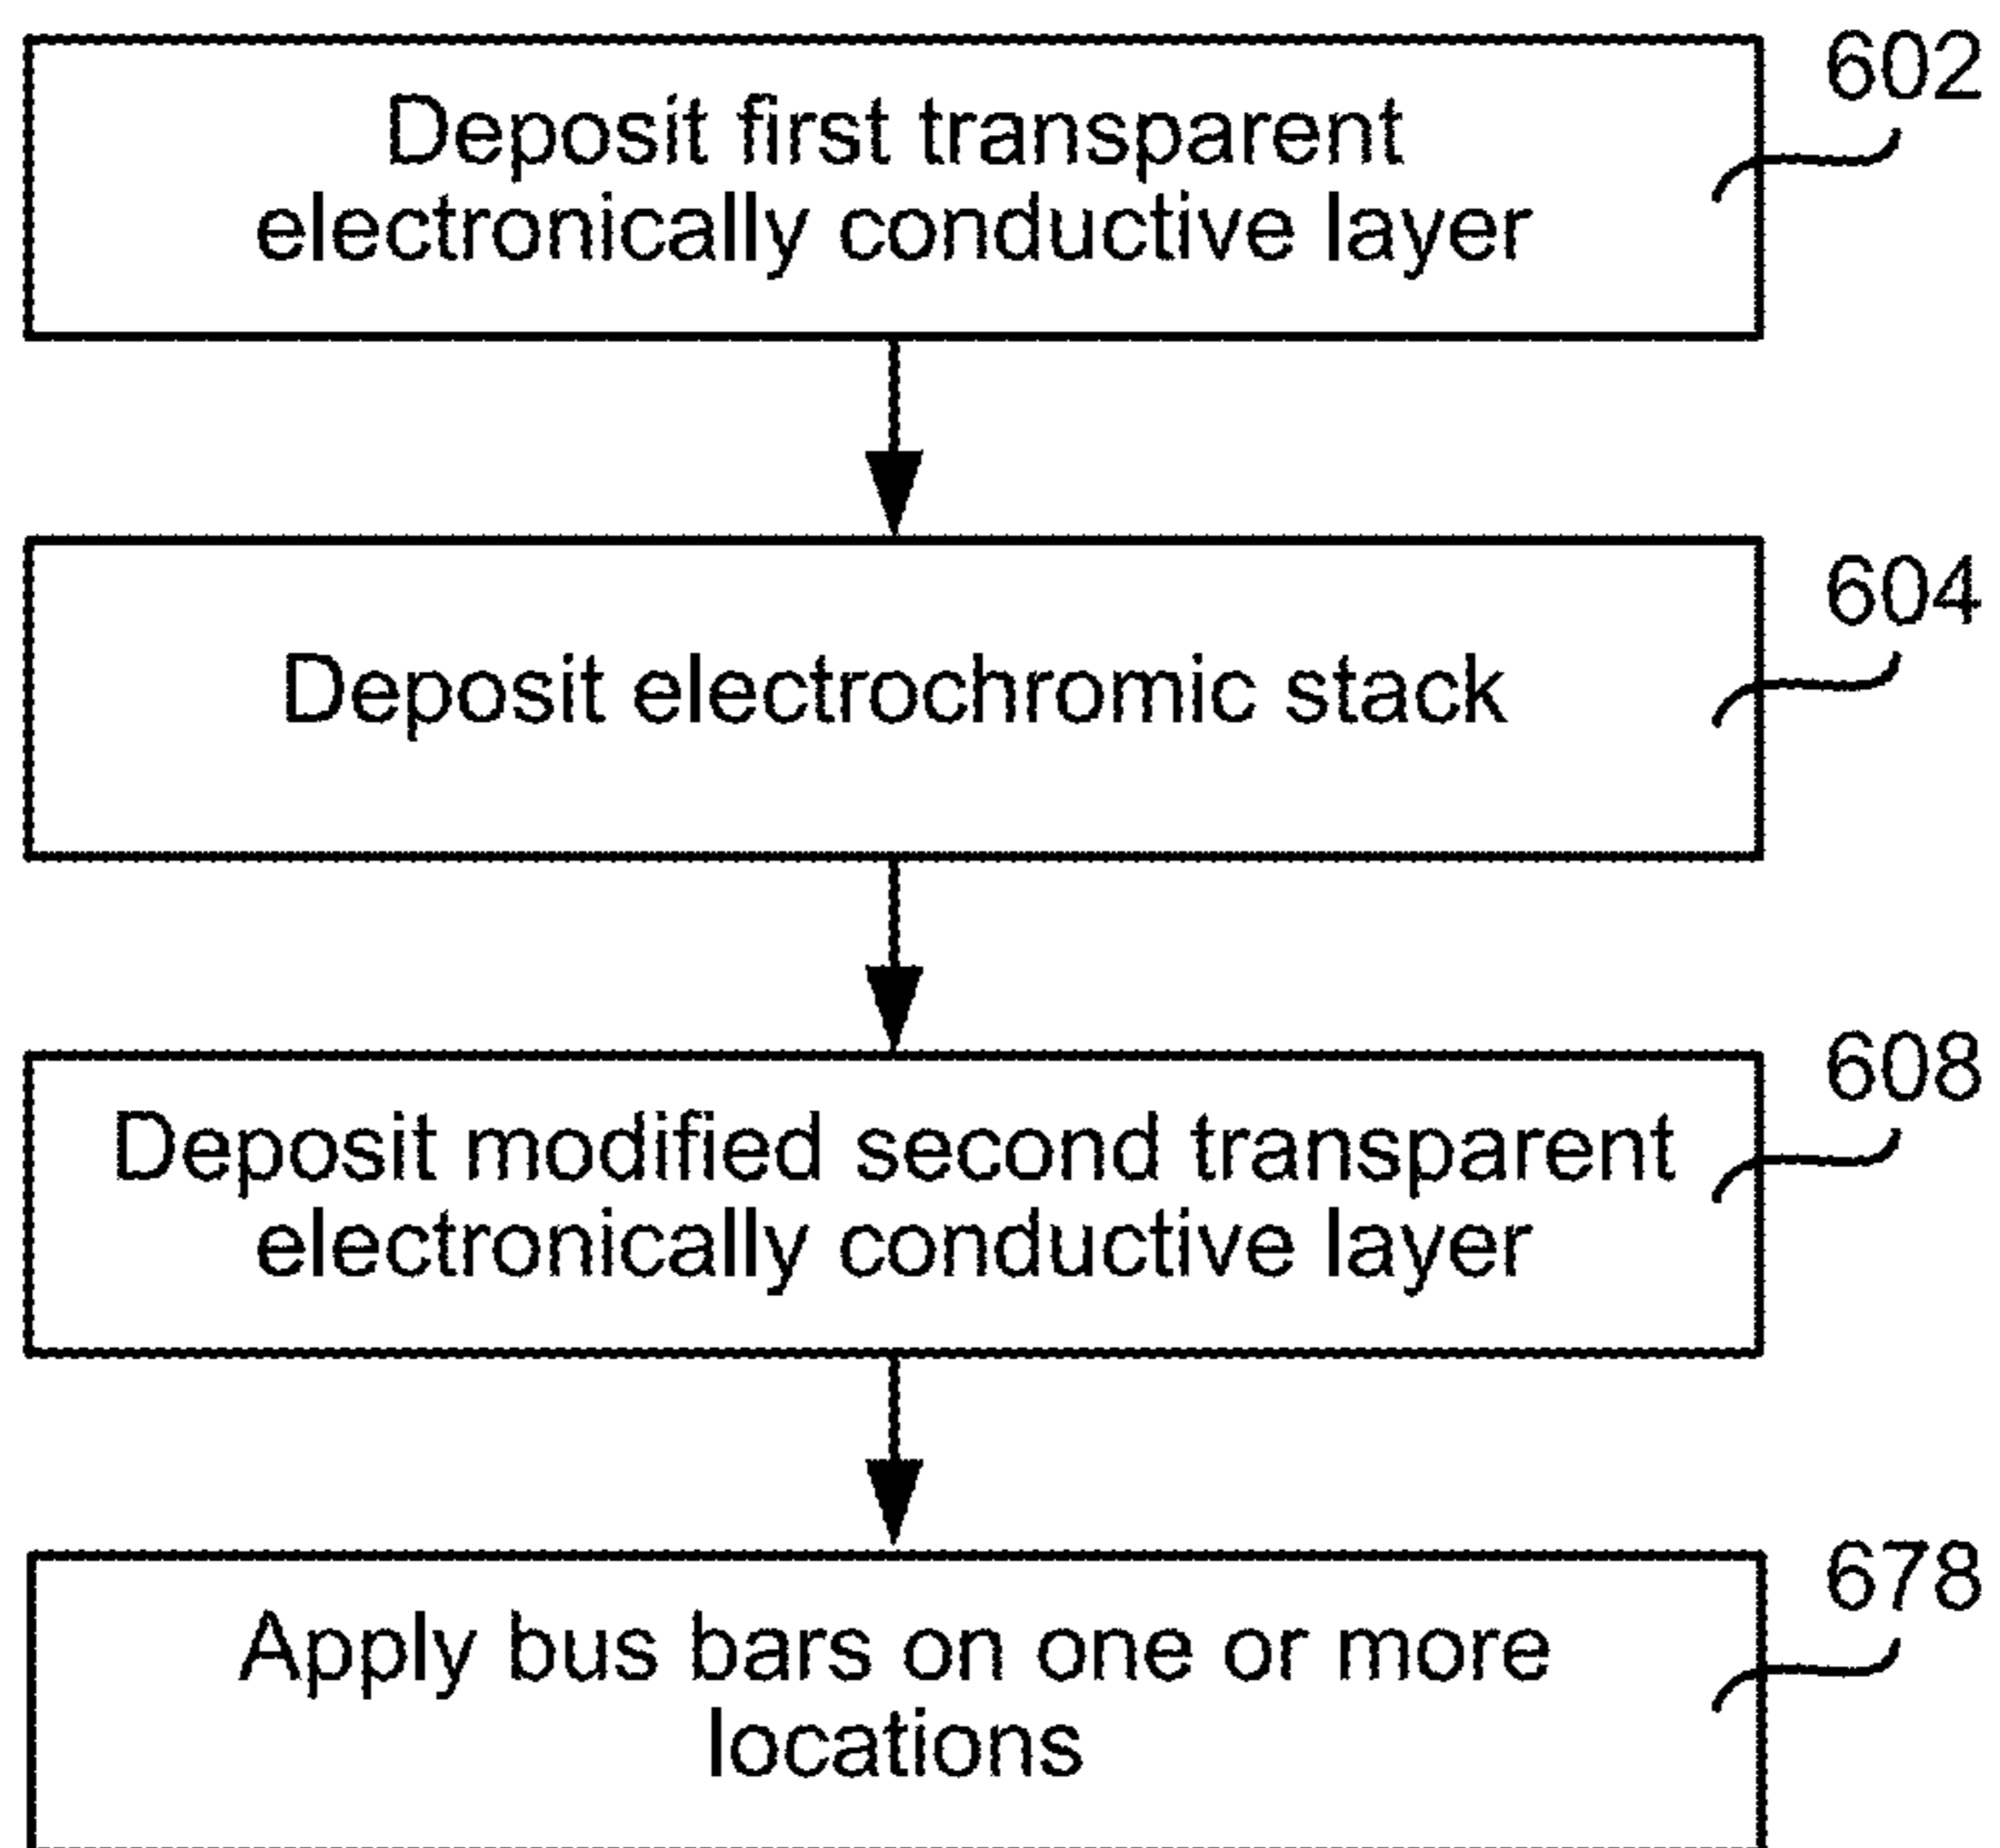 602
Deposit first transparent
electronically conductive layer
604
Deposit electrochromic stack
608
Deposit modified second transparent
electronically conductive layer
678
Apply bus bars on one or more
locations